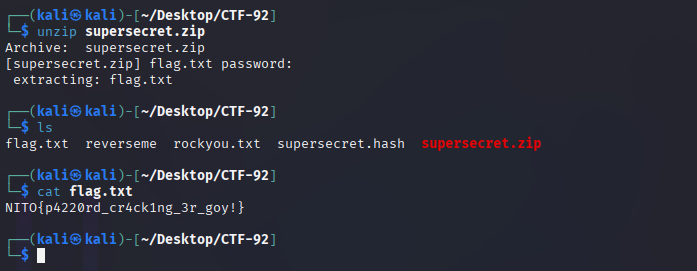 ┌──(kali㉿kali)-[~/Desktop/CTF-92]
└─$ unzip supersecret.zip
Archive:  supersecret.zip
[supersecret.zip] flag.txt password:
 extracting: flag.txt
┌──(kali㉿kali)-[~/Desktop/CTF-92]
└─$ ls
flag.txt  reverseme  rockyou.txt  supersecret.hash  supersecret.zip
┌──(kali㉿kali)-[~/Desktop/CTF-92]
└─$ cat flag.txt
NITO{p4220rd_cr4ck1ng_3r_goy!}
┌──(kali㉿kali)-[~/Desktop/CTF-92]
└─$